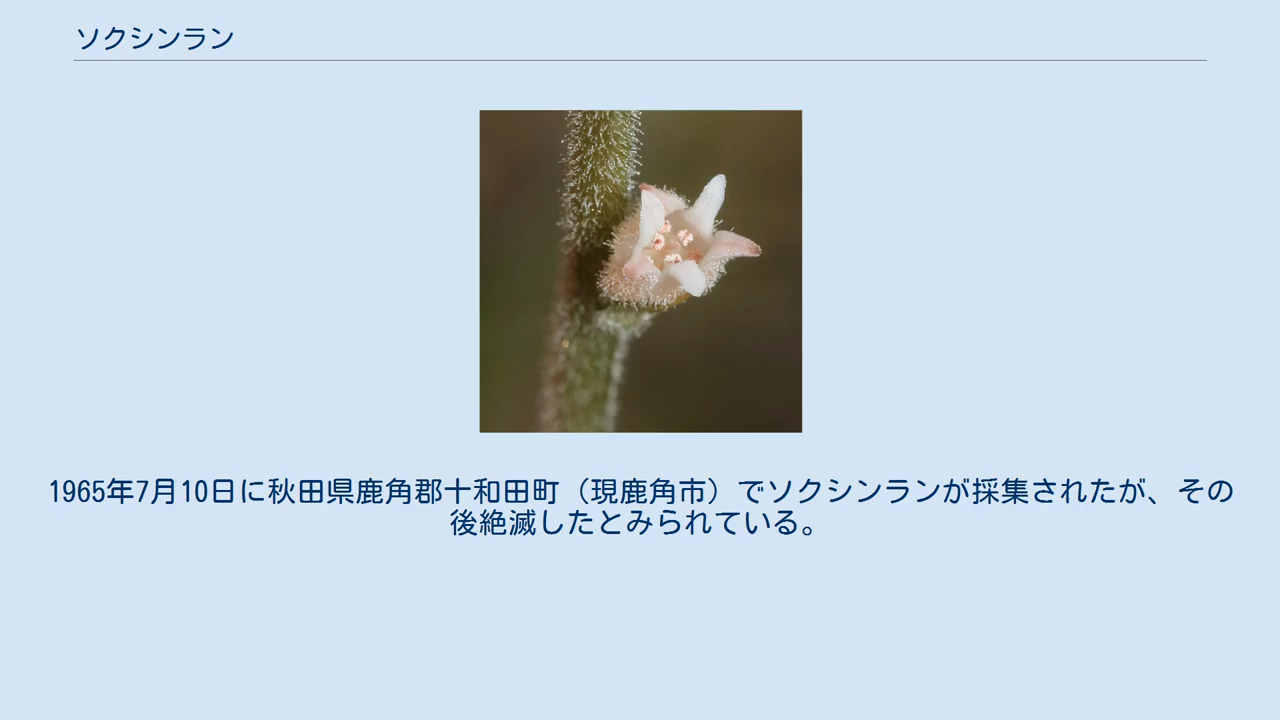 ソクシンラン
1965年7月10日に秋田県鹿角郡十和田町（現鹿角市）でソクシンランが採集されたが、その
後絶滅したとみられている。